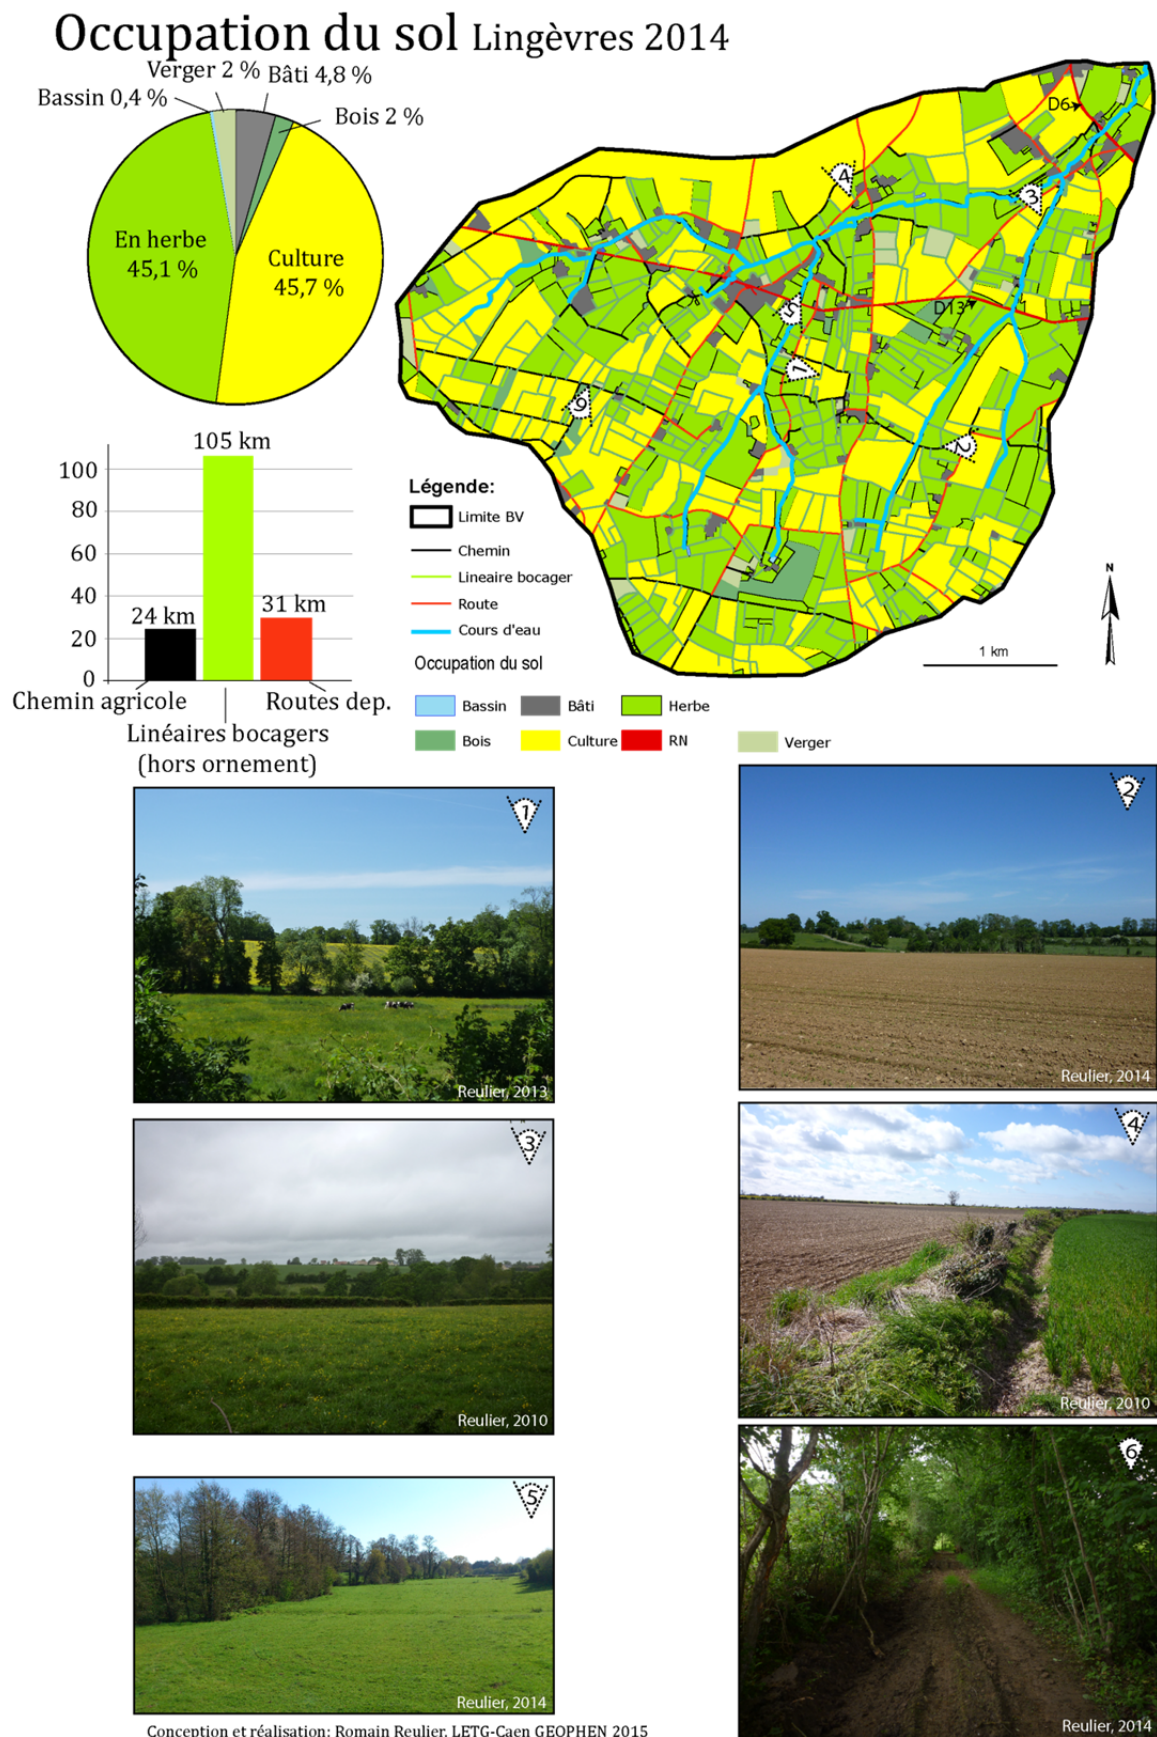 Occupation du sol Lingèvres 2014
Verger 2 %
Bâti 4,8 %
Bassin 0,4 %
Bois 2 %
En herbe
45,1 %
Culture
45,7 %
D6
4
3
D13
5
1
6
2
105 km
100
80
60
40
20
0
24 km
31 km
Chemin agricole
Routes dep.
Linéaires bocagers
(hors ornement)
Légende:
Limite BV
Chemin
Lineaire bocager
Route
Cours d'eau
Occupation du sol
Bassin
Bâti
Herbe
Bois
Culture
RN
Verger
N
1 km
1
Reulier, 2013
2
Reulier, 2014
3
Reulier, 2010
4
Reulier, 2010
5
Reulier, 2014
6
Reulier, 2014
Conception et réalisation: Romain Reulier, LETG-Caen GEOPHEN 2015